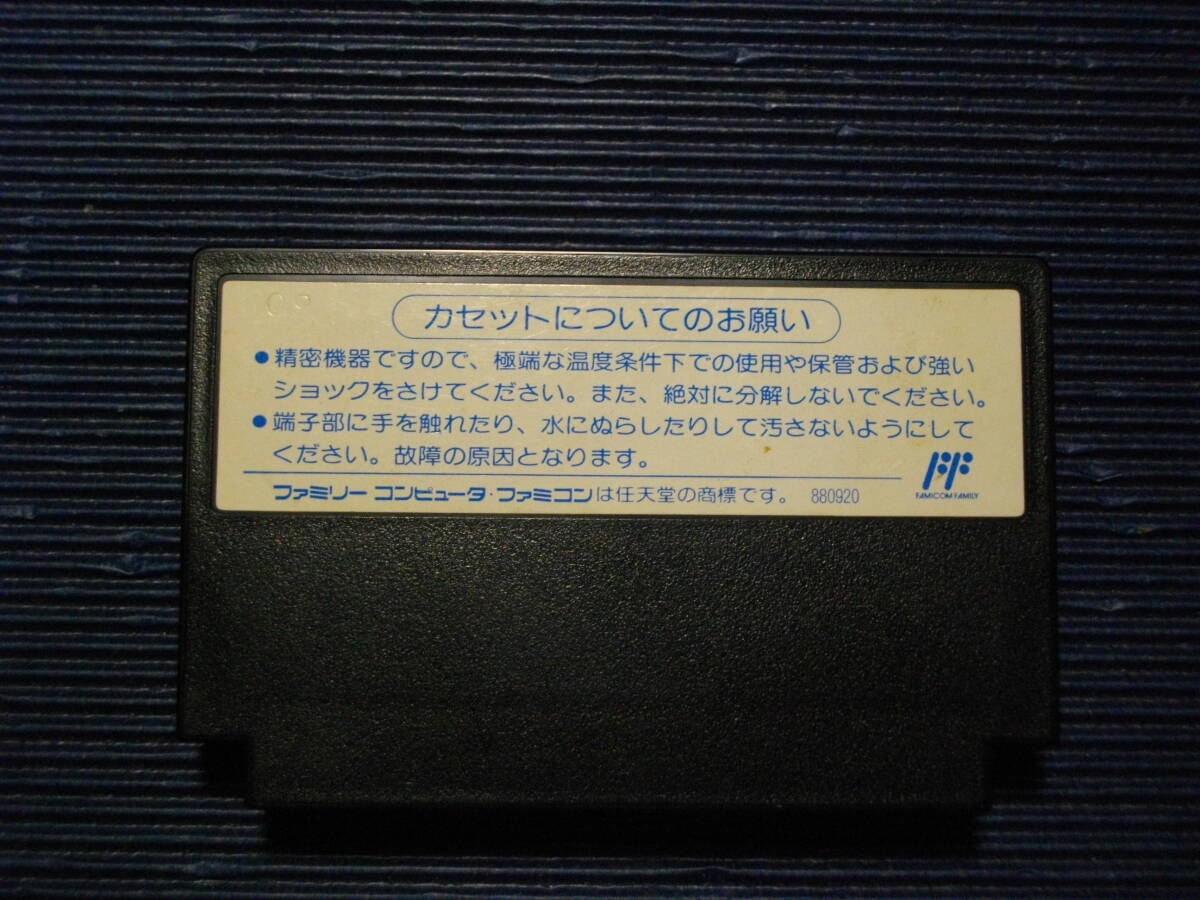 カセットについてのお願い
●精密機器ですので、極端な温度条件下での使用や保管および強い
ショックをさけてください。また、絶対に分解しないでください。
●端子部に手を触れたり、水にぬらしたりして汚さないようにして
ください。故障の原因となります。
FAMICOM FAMILY
ファミリー コンピュータ・ファミコンは任天堂の商標です。 880920